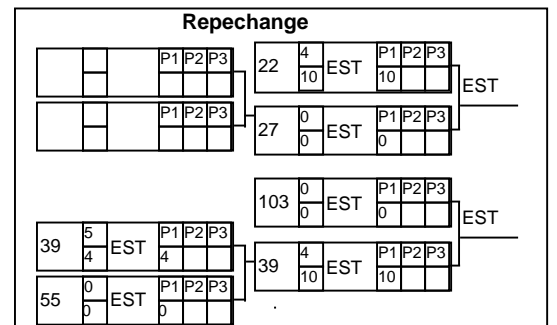 Repechange
P1 P2 P3
P1 P2 P3
22 4 10 EST P1 P2 P3 10
EST
27 0 0 EST P1 P2 P3 0
103 0 0 EST P1 P2 P3 0
EST
39 5 4 EST P1 P2 P3 4
39 4 10 EST P1 P2 P3 10
55 0 0 EST P1 P2 P3 0
.